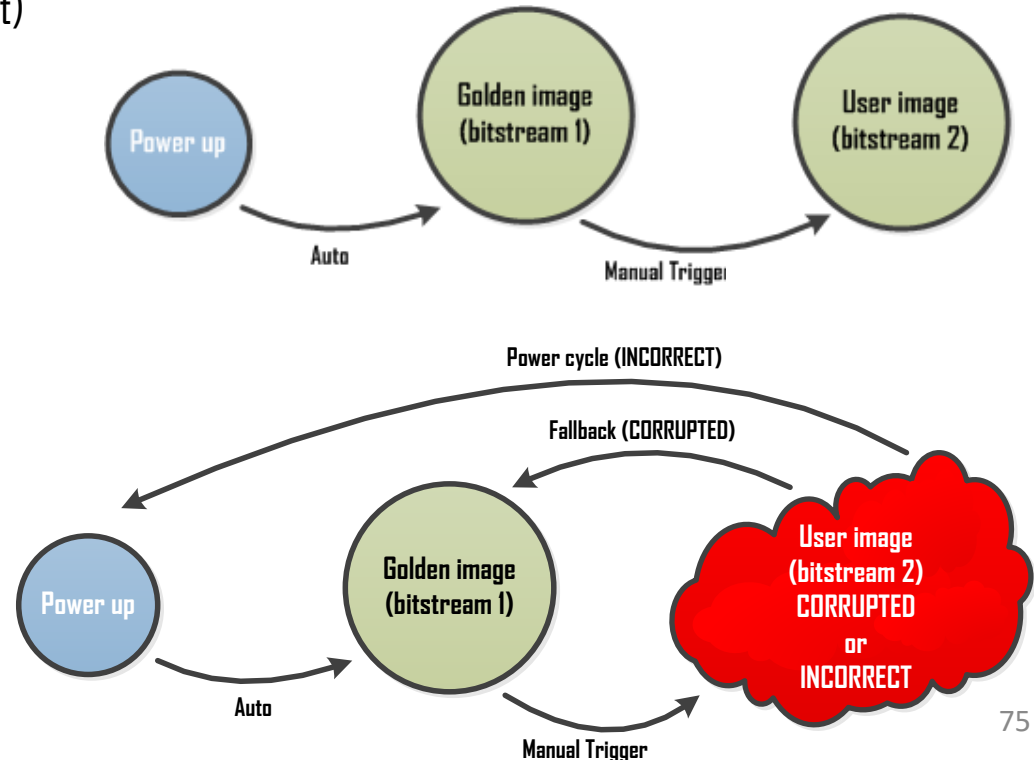 t)
Golden image
(bitstream 1)
User image
(bitstream 2)
Power up
Auto
Manual Trigger
Power cycle (INCORRECT)
Fallback (CORRUPTED)
User image
(bitstream 2)
CORRUPTED
or
INCORRECT
Golden image
(bitstream 1)
Power up
Auto
Manual Trigger
75